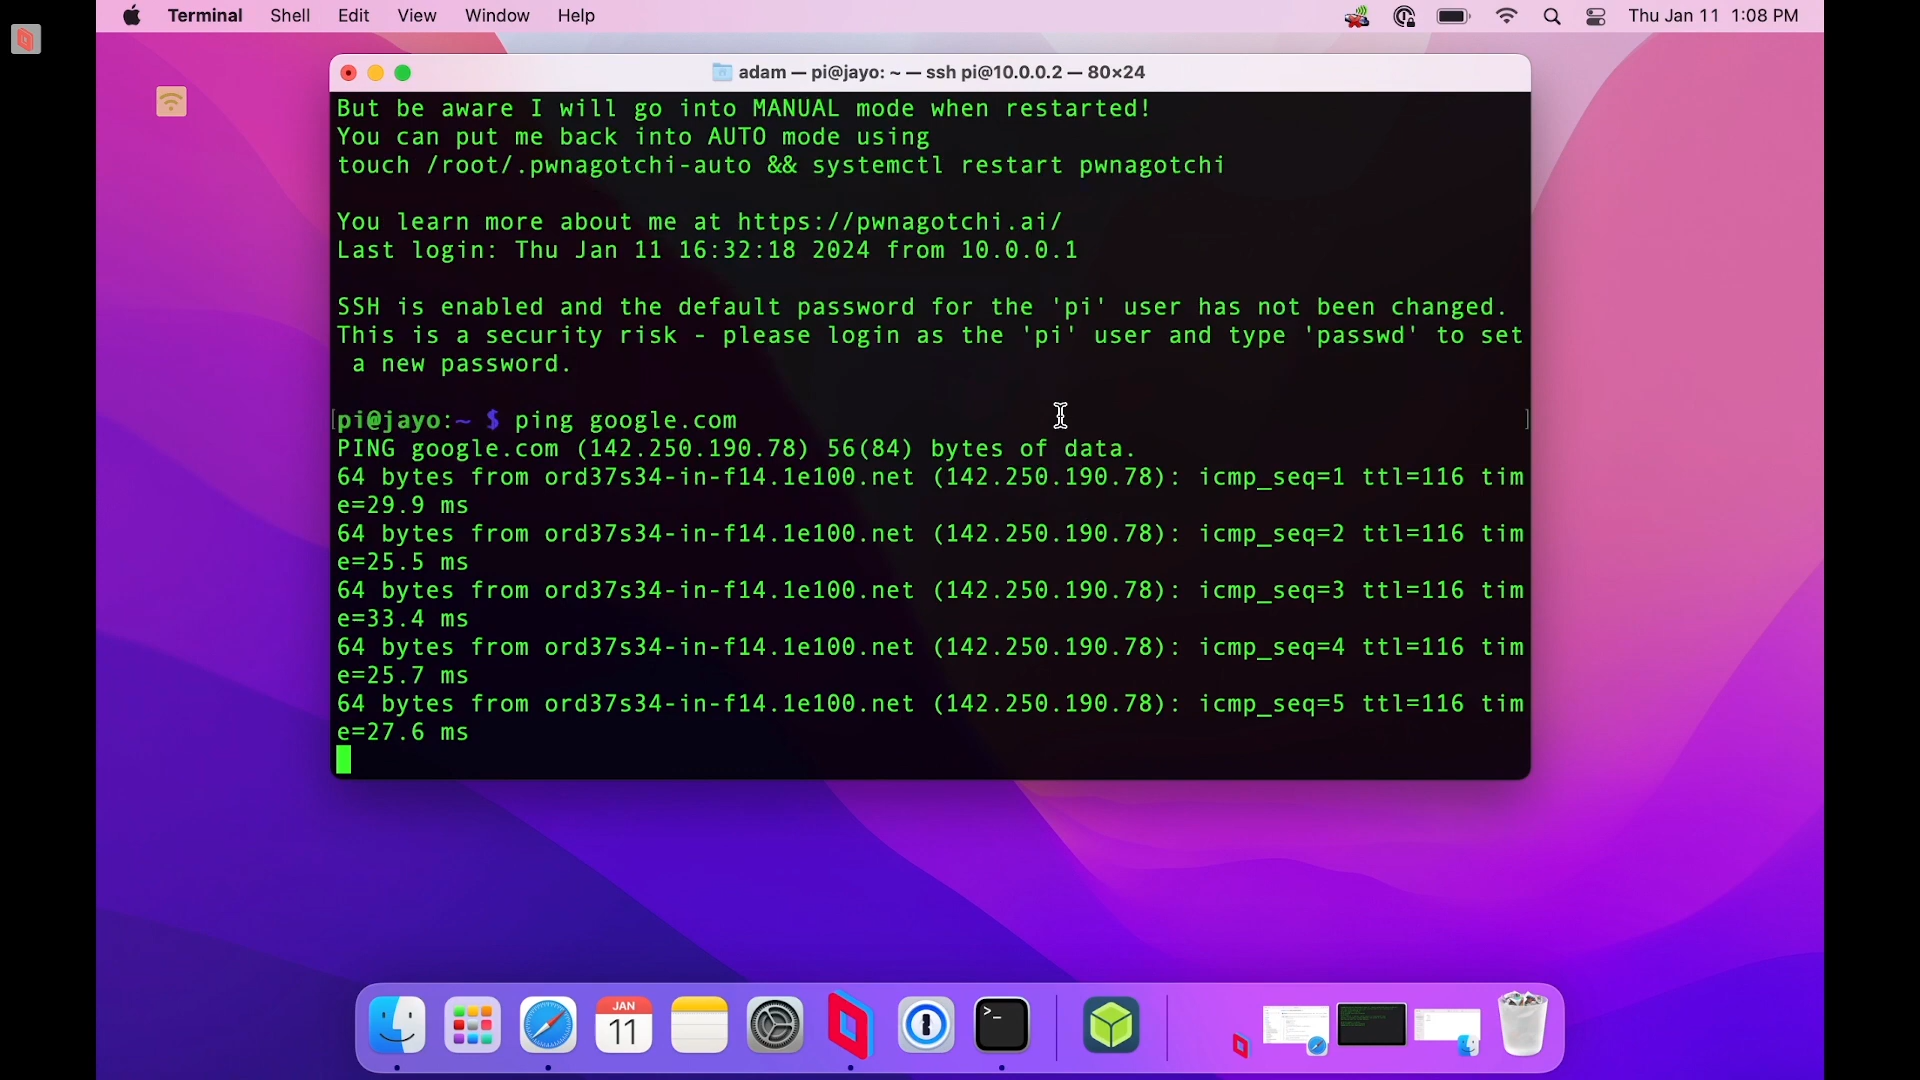 Terminal Shell Edit View Window Help Thu Jan 11 1:08 PM
adam — pi@jayo: ~ — ssh pi@10.0.0.2 — 80×24
But be aware I will go into MANUAL mode when restarted!
You can put me back into AUTO mode using
touch /root/.pwnagotchi-auto && systemctl restart pwnagotchi
You learn more about me at https://pwnagotchi.ai/
Last login: Thu Jan 11 16:32:18 2024 from 10.0.0.1
SSH is enabled and the default password for the 'pi' user has not been changed.
This is a security risk - please login as the 'pi' user and type 'passwd' to set
a new password.
[pi@jayo:~ $ ping google.com ]
PING google.com (142.250.190.78) 56(84) bytes of data.
64 bytes from ord37s34-in-f14.1e100.net (142.250.190.78): icmp_seq=1 ttl=116 tim
e=29.9 ms
64 bytes from ord37s34-in-f14.1e100.net (142.250.190.78): icmp_seq=2 ttl=116 tim
e=25.5 ms
64 bytes from ord37s34-in-f14.1e100.net (142.250.190.78): icmp_seq=3 ttl=116 tim
e=33.4 ms
64 bytes from ord37s34-in-f14.1e100.net (142.250.190.78): icmp_seq=4 ttl=116 tim
e=25.7 ms
64 bytes from ord37s34-in-f14.1e100.net (142.250.190.78): icmp_seq=5 ttl=116 tim
e=27.6 ms
JAN
11
>_